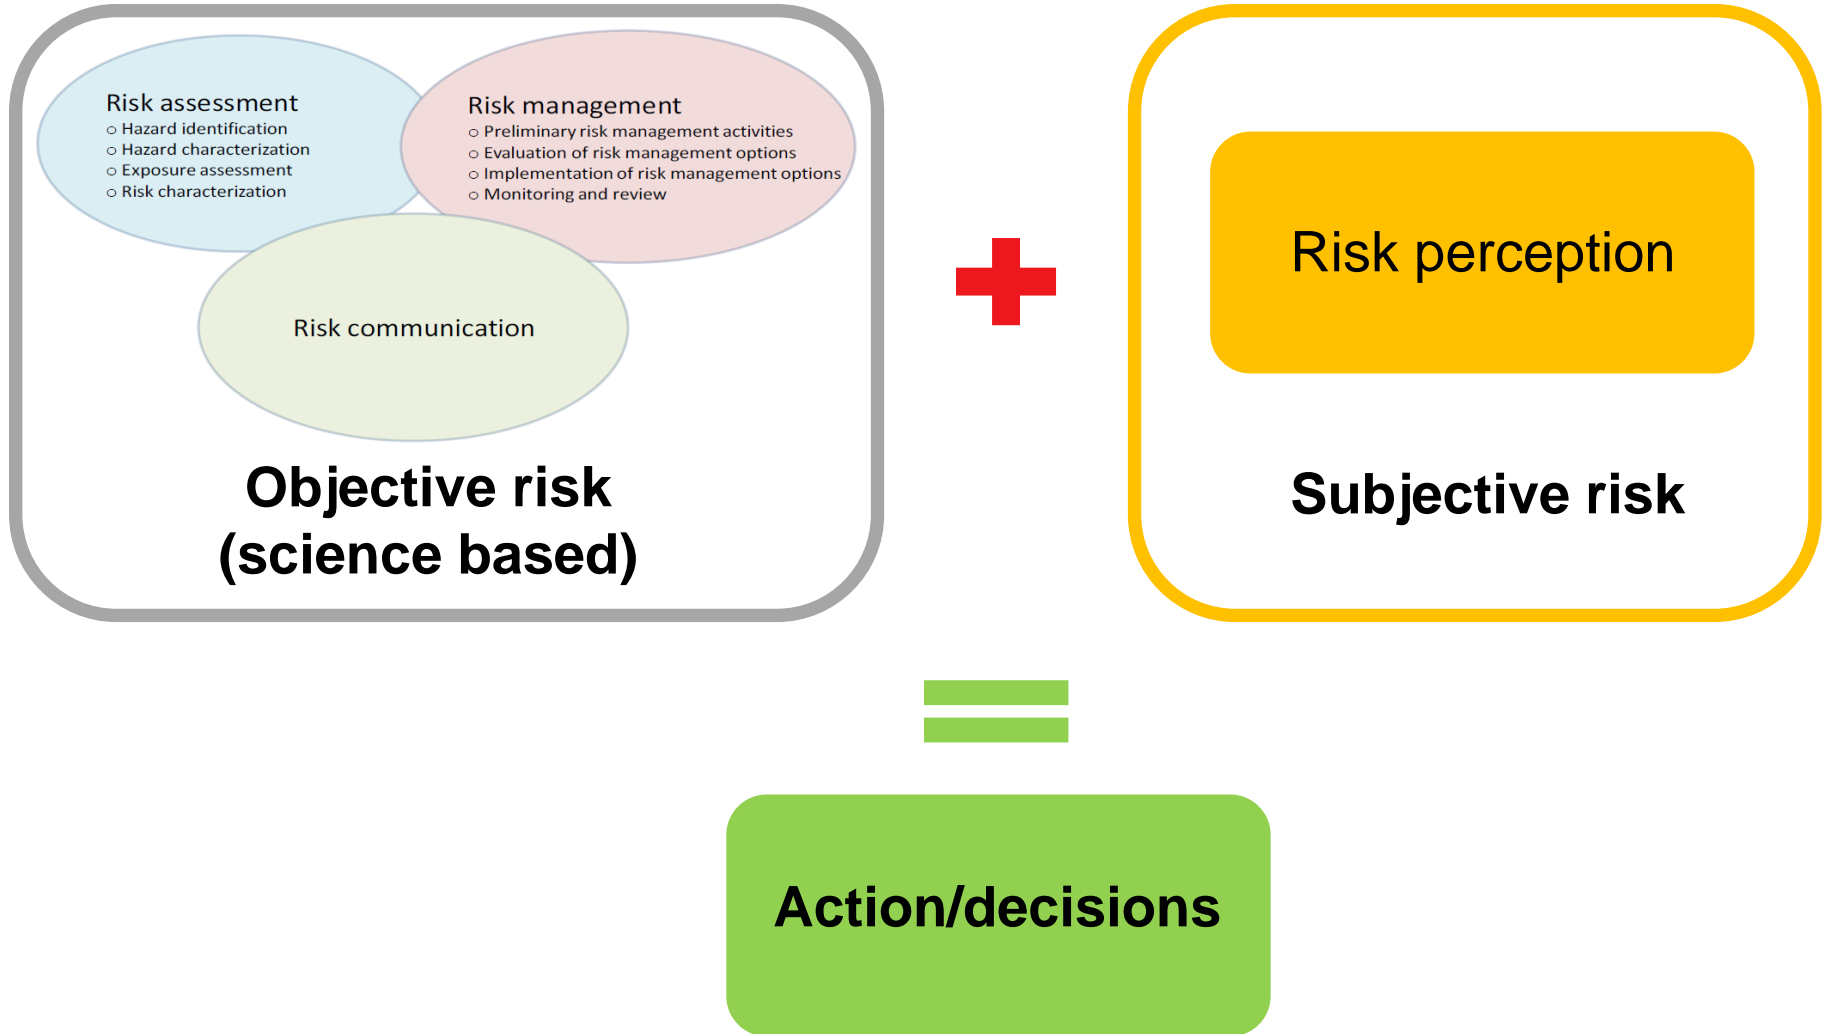 Risk assessment
o Hazard identification
o Hazard characterization
o Exposure assessment
o Risk characterization
Risk management
o Preliminary risk management activities
o Evaluation of risk management options
o Implementation of risk management options
o Monitoring and review
Risk communication
Objective risk
(science based)
Risk perception
Subjective risk
Action/decisions